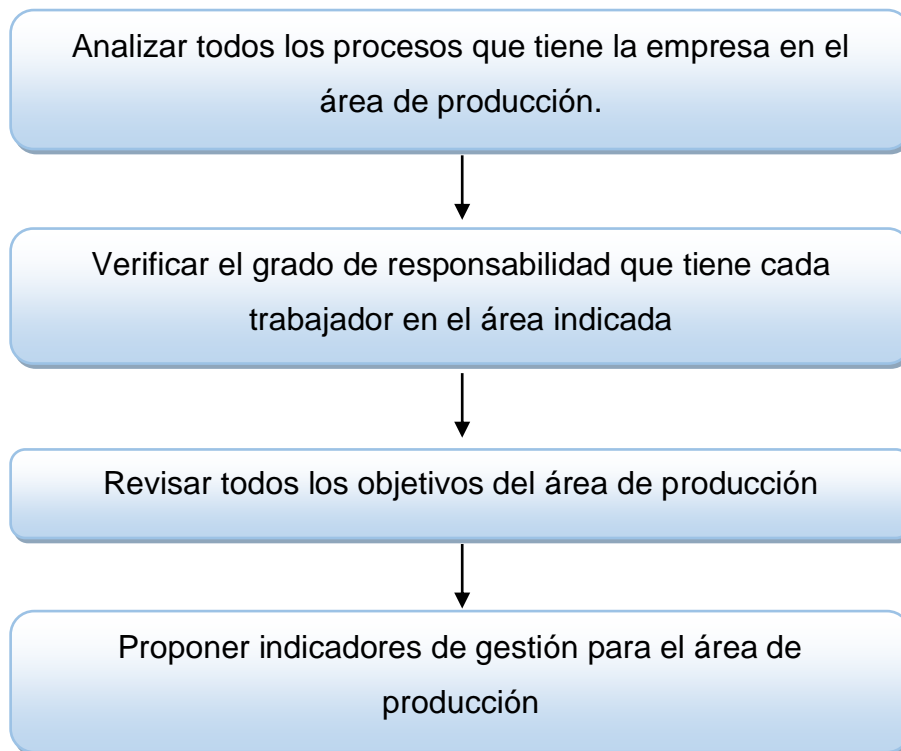 Analizar todos los procesos que tiene la empresa en el
área de producción.
Verificar el grado de responsabilidad que tiene cada
trabajador en el área indicada
Revisar todos los objetivos del área de producción
Proponer indicadores de gestión para el área de
producción